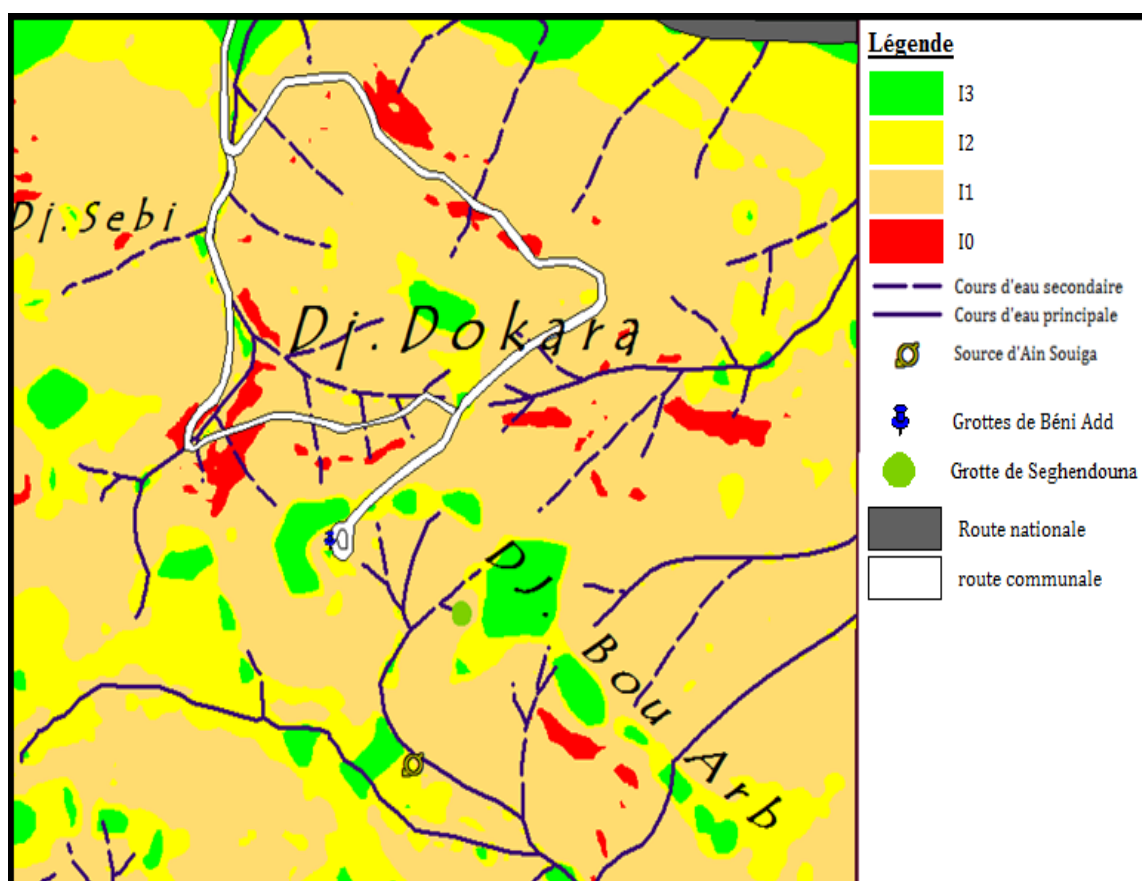 Légende
I3
I2
I1
I0
Cours d'eau secondaire
Cours d'eau principale
Source d'Ain Souiga
Grottes de Béni Add
Grotte de Seghendouna
Route nationale
route communale
Dj.Sebi
Dj.Dokara
Dj. Bou Arb